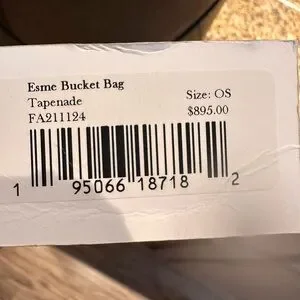 Esme Bucket Bag
Tapenade Size: OS
FA211124 $895.00
1 95066 18718 2